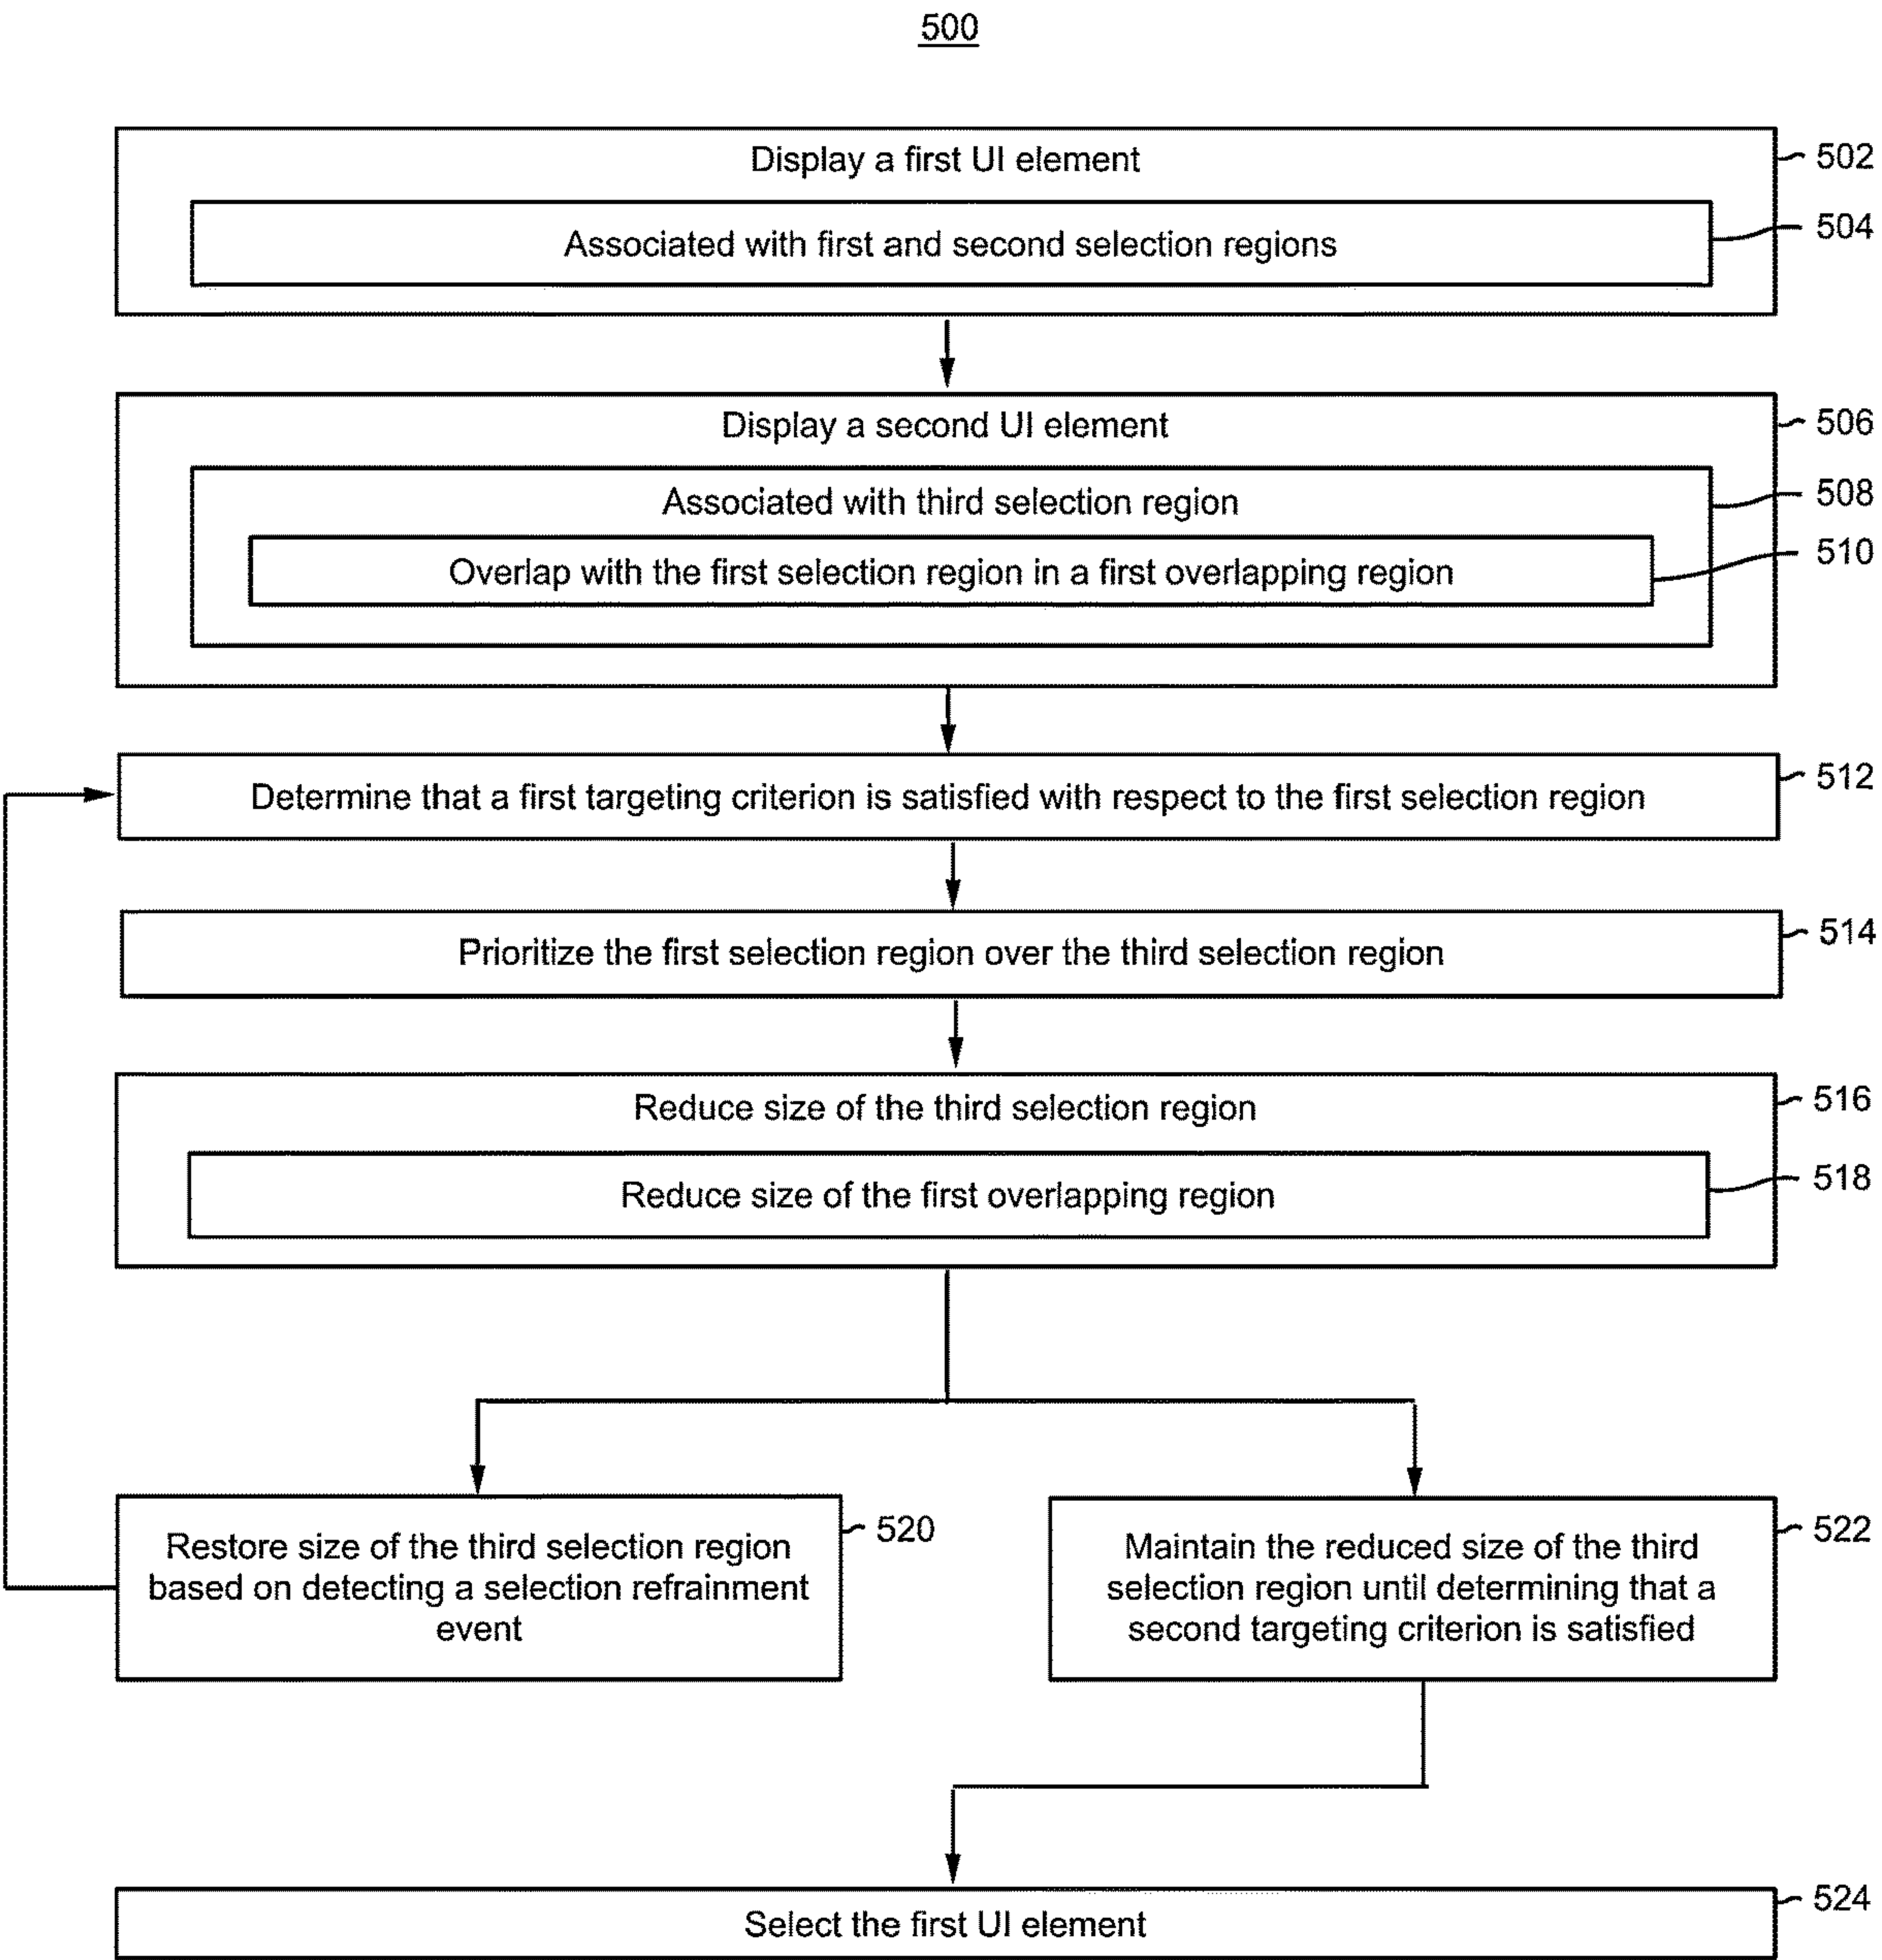 500
Display a first UI element
502
Associated with first and second selection regions
504
Display a second UI element
506
Associated with third selection region
508
Overlap with the first selection region in a first overlapping region
510
Determine that a first targeting criterion is satisfied with respect to the first selection region
512
Prioritize the first selection region over the third selection region
514
Reduce size of the third selection region
516
Reduce size of the first overlapping region
518
Restore size of the third selection region
based on detecting a selection refrainment
event
520
Maintain the reduced size of the third
selection region until determining that a
second targeting criterion is satisfied
522
Select the first UI element
524